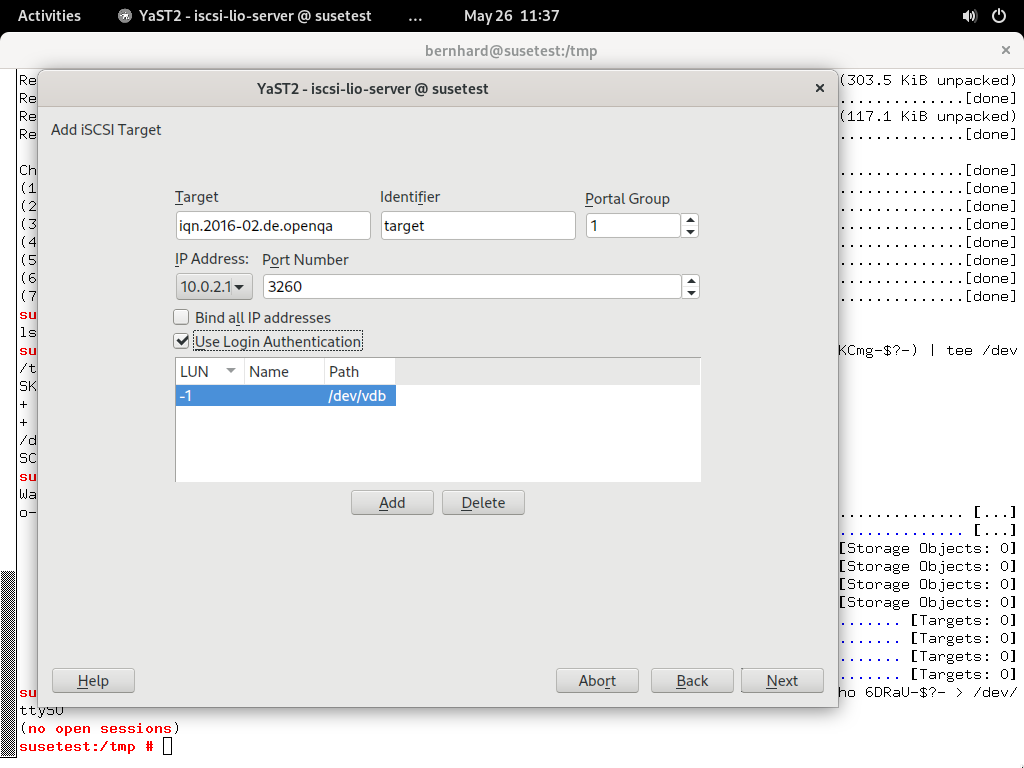 Activities YaST2 - iscsi-lio-server @ susetest ... May 26 11:37
bernhard@susetest:/tmp ×
Re (303.5 KiB unpacked)
Re ..............[done]
Re (117.1 KiB unpacked)
Re ..............[done]
YaST2 - iscsi-lio-server @ susetest ×
Add iSCSI Target
Ch ..............[done]
(1 ..............[done]
(2 ..............[done]
(3 ..............[done]
(4 ..............[done]
(5 ..............[done]
(6 ..............[done]
(7 ..............[done]
Target Identifier Portal Group
iqn.2016-02.de.openqa target 1
IP Address: Port Number
10.0.2.1 3260
Bind all IP addresses
Use Login Authentication
LUN Name Path
-1 /dev/vdb
Add Delete
su
ls
su KCmg-$?-) | tee /dev
/t
SK
+
+
/d
SC
su
Wa
o- .............. [...]
.............. [...]
[Storage Objects: 0]
[Storage Objects: 0]
[Storage Objects: 0]
[Storage Objects: 0]
....... [Targets: 0]
....... [Targets: 0]
....... [Targets: 0]
....... [Targets: 0]
Help Abort Back Next
su ho 6DRaU-$?- > /dev/
ttyS0
(no open sessions)
susetest:/tmp #